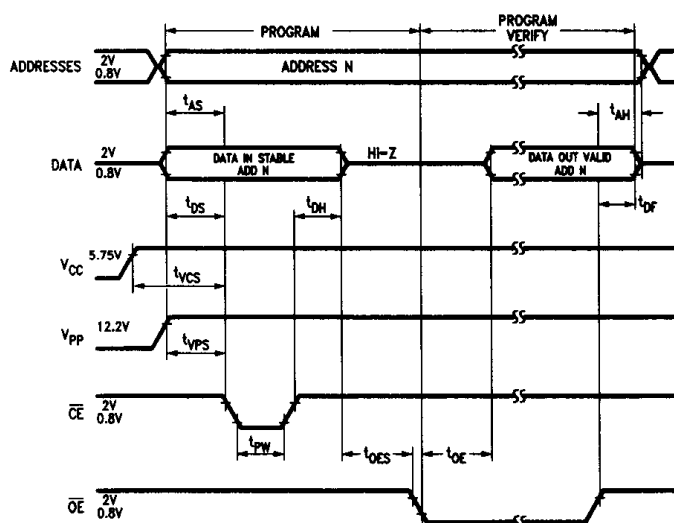 PROGRAM
PROGRAM
VERIFY
ADDRESSES
2V
0.8V
ADDRESS N
tAS
tAH
DATA
2V
0.8V
DATA IN STABLE
ADD N
HI-Z
DATA OUT VALID
ADD N
tDS
tDH
tDF
VCC
5.75V
tVCS
VPP
12.2V
tVPS
CE
2V
0.8V
tPW
tOES
tOE
OE
2V
0.8V